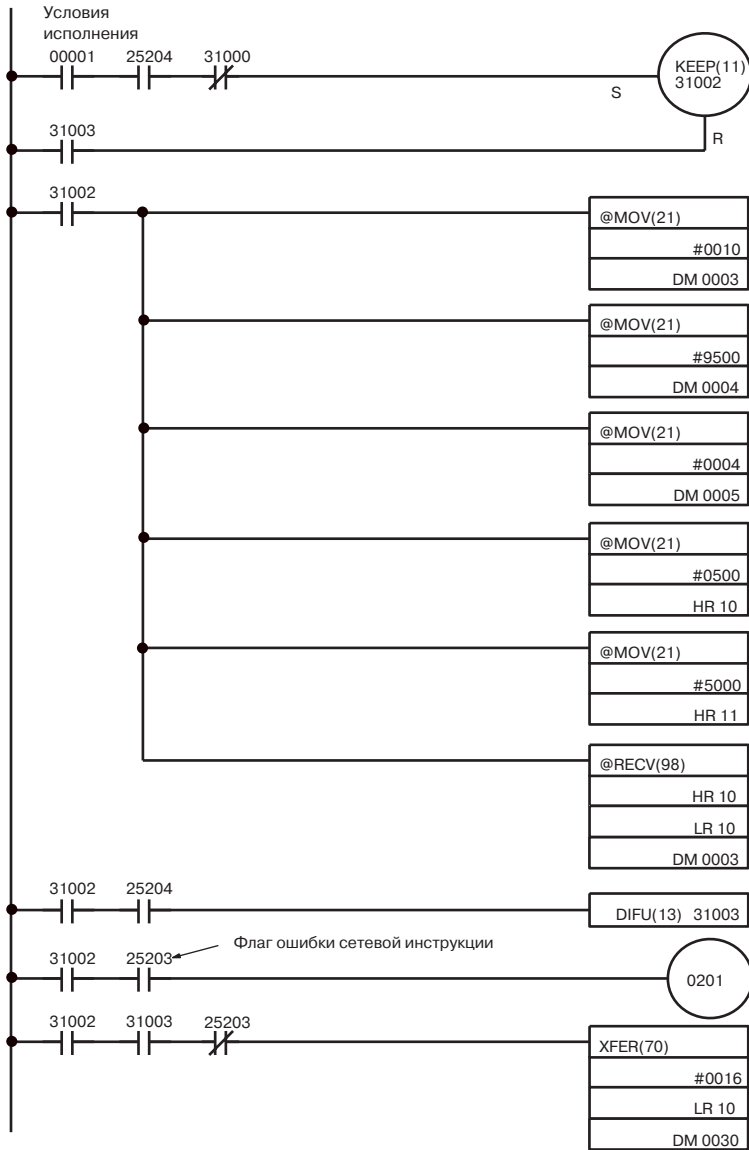 Условия
исполнения
00001 25204 31000
KEEP(11)
31002
S
31003
R
31002
@MOV(21)
#0010
DM 0003
@MOV(21)
#9500
DM 0004
@MOV(21)
#0004
DM 0005
@MOV(21)
#0500
HR 10
@MOV(21)
#5000
HR 11
@RECV(98)
HR 10
LR 10
DM 0003
31002 25204
DIFU(13) 31003
Флаг ошибки сетевой инструкции
31002 25203
0201
31002 31003 25203
XFER(70)
#0016
LR 10
DM 0030